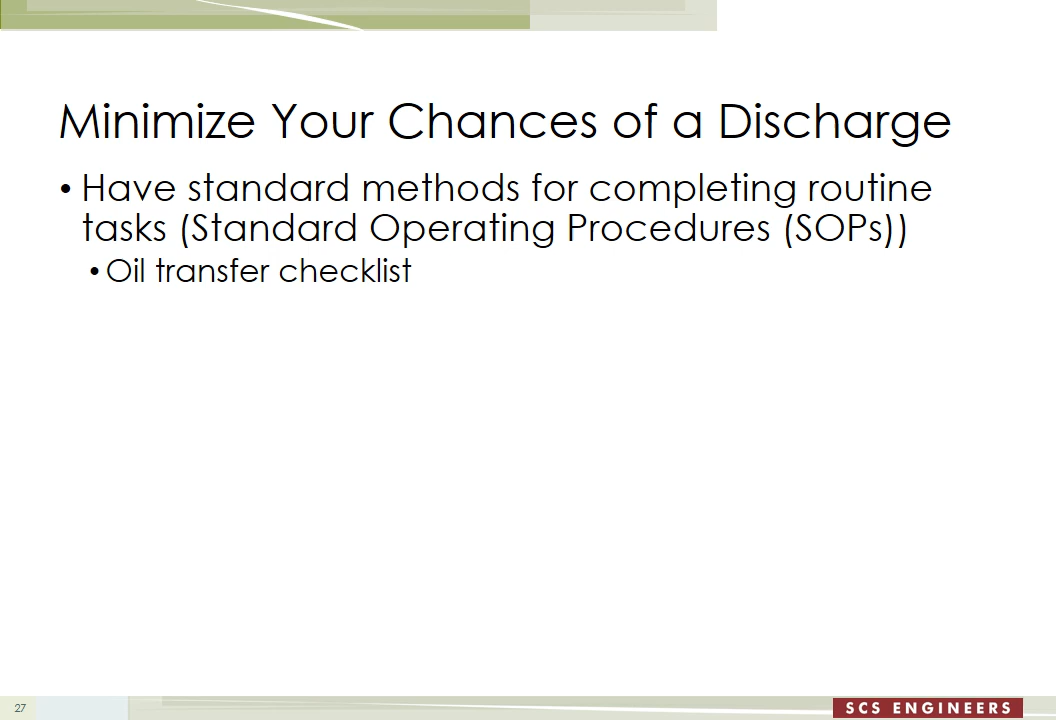 Minimize Your Chances of a Discharge
• Have standard methods for completing routine
tasks (Standard Operating Procedures (SOPs))
• Oil transfer checklist
27
SCS ENGINEERS